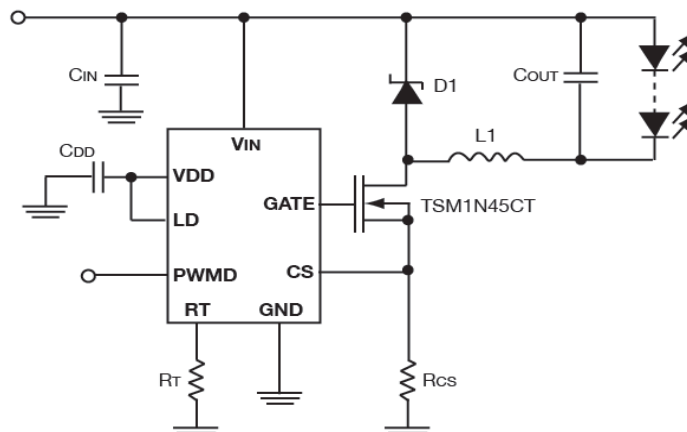 CIN
D1
COUT
VIN
L1
CDD
VDD
GATE
TSM1N45CT
LD
PWMD
CS
RT
GND
RT
RCS